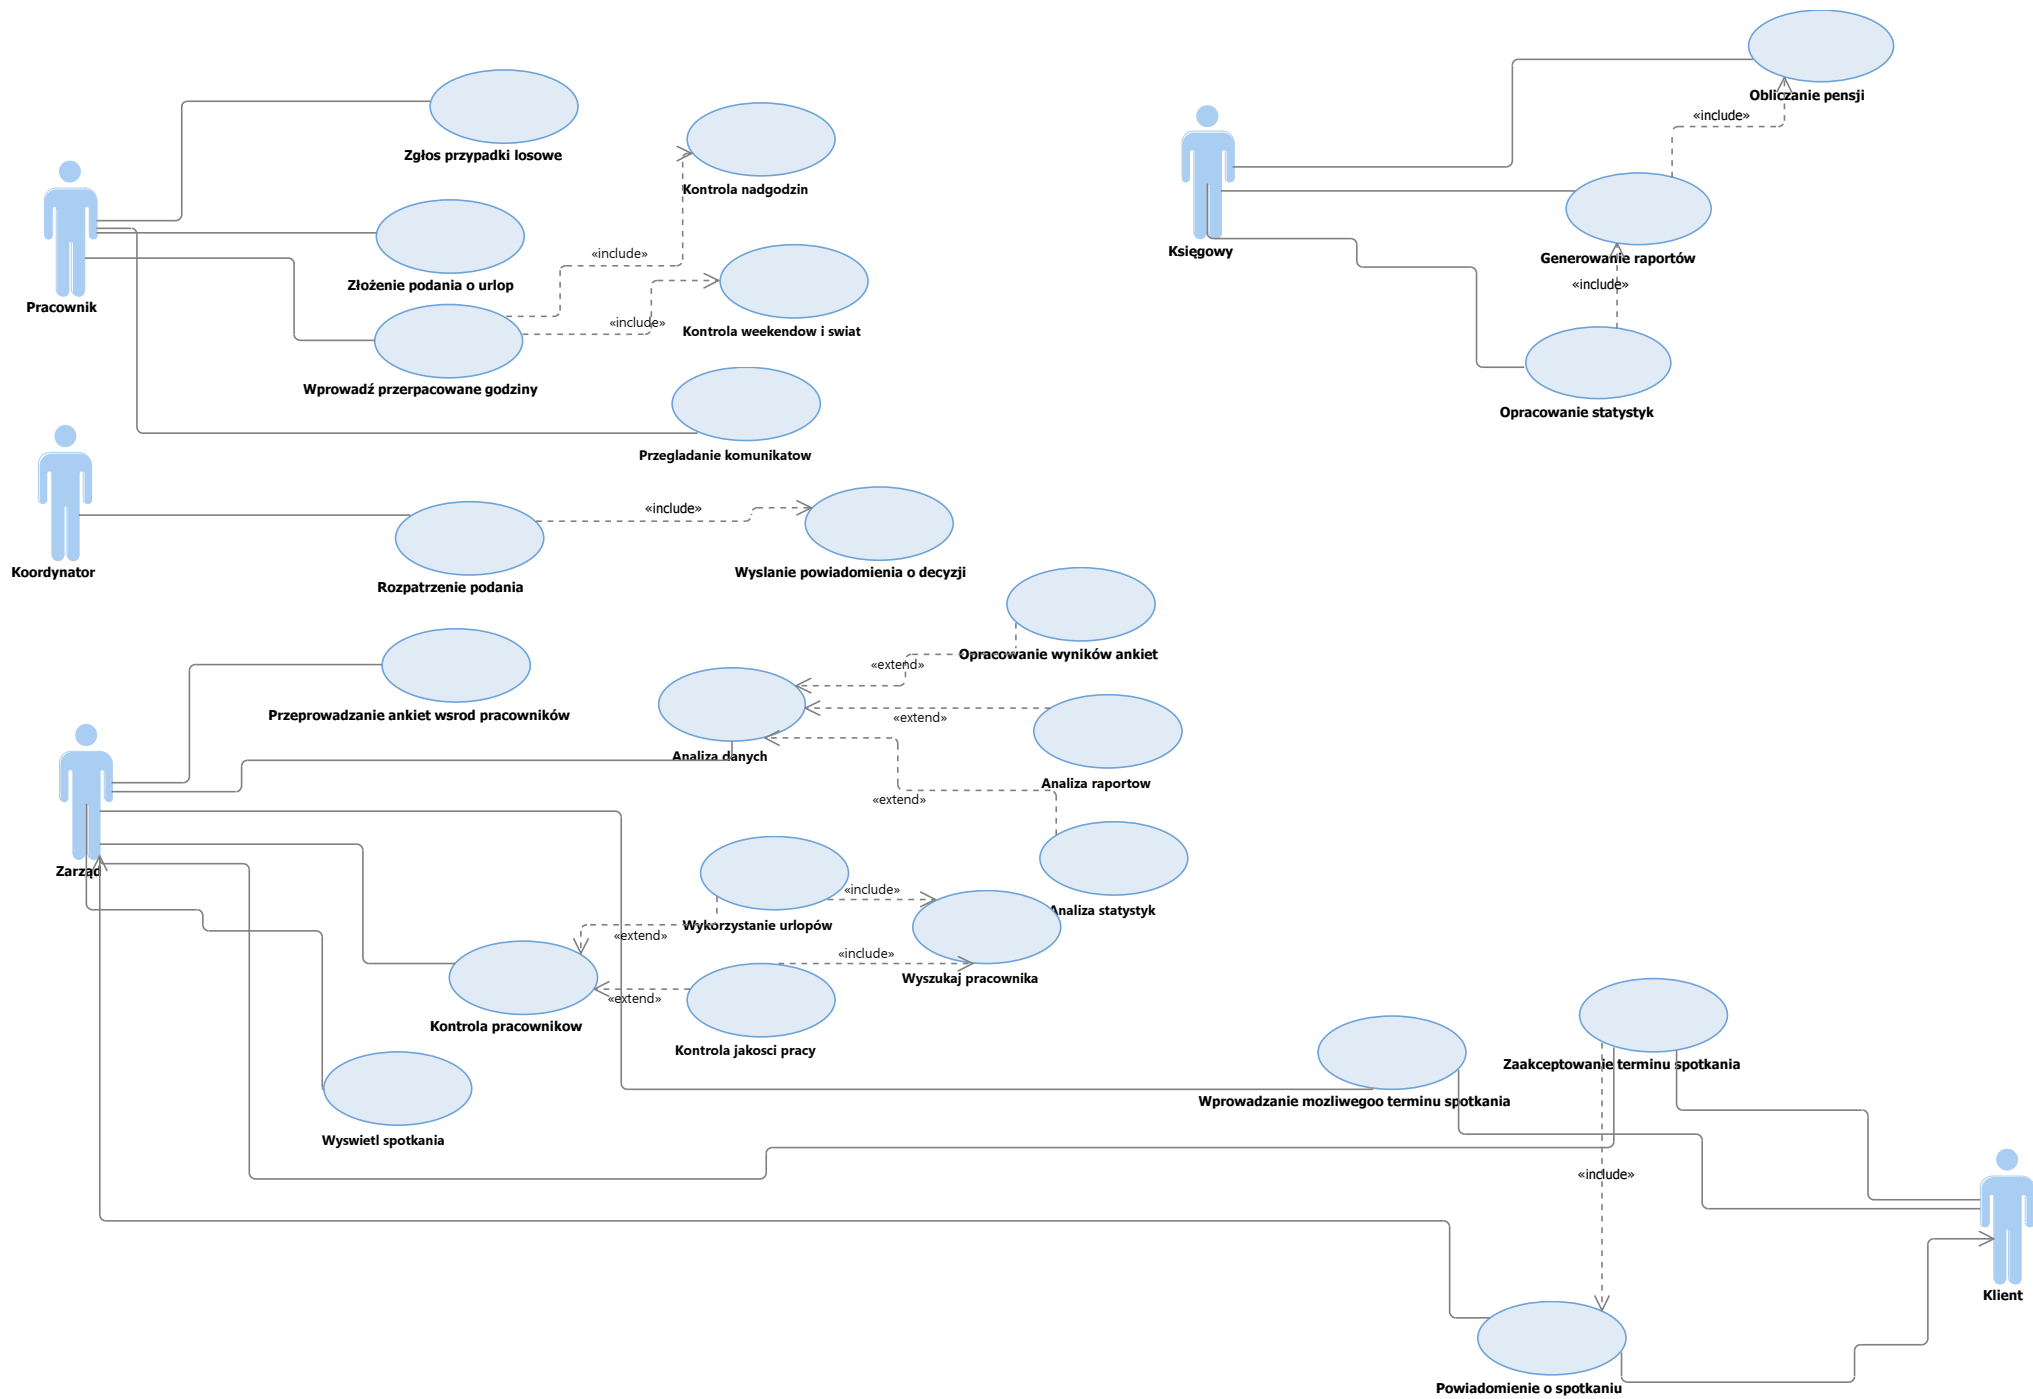 Obliczanie pensji
«include»
Zgłos przypadki losowe
Kontrola nadgodzin
Księgowy
Generowanie raportów
«include»
«include»
Złożenie podania o urlop
Pracownik
«include»
Kontrola weekendow i swiat
Wprowadź przerpacowane godziny
Opracowanie statystyk
Przegladanie komunikatow
«include»
Koordynator
Wyslanie powiadomienia o decyzji
Rozpatrzenie podania
Opracowanie wyników ankiet
«extend»
Przeprowadzanie ankiet wsrod pracowników
«extend»
Analiza danych
Analiza raportow
«extend»
Zarząd
«include»
Analiza statystyk
Wykorzystanie urlopów
«extend»
«include»
Wyszukaj pracownika
«extend»
Kontrola pracownikow
Kontrola jakosci pracy
Zaakceptowanie terminu spotkania
Wprowadzanie mozliwegoo terminu spotkania
Wyswietl spotkania
«include»
Klient
Powiadomienie o spotkaniu